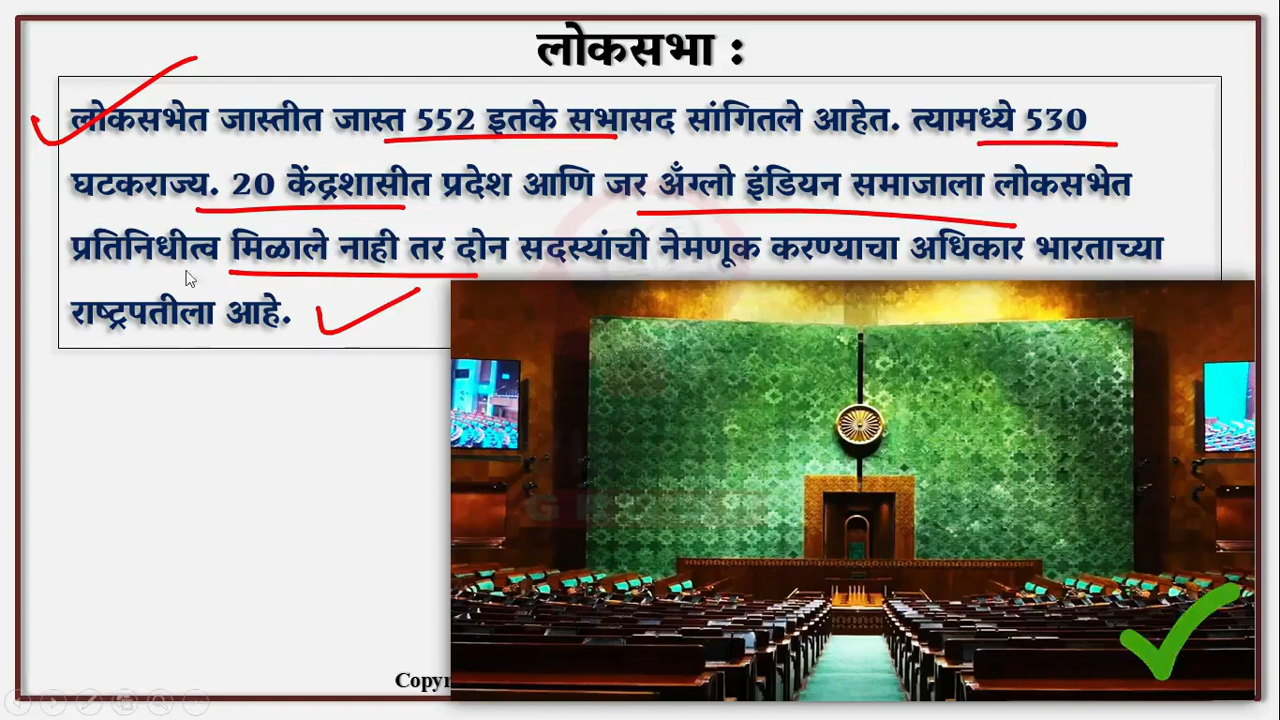 लोकसभा :
लोकसभेत जास्तीत जास्त 552 इतके सभासद सांगितले आहेत. त्यामध्ये 530
घटकराज्य. 20 केंद्रशासीत प्रदेश आणि जर अँग्लो इंडियन समाजाला लोकसभेत
प्रतिनिधीत्व मिळाले नाही तर दोन सदस्यांची नेमणूक करण्याचा अधिकार भारताच्या
राष्ट्रपतीला आहे.